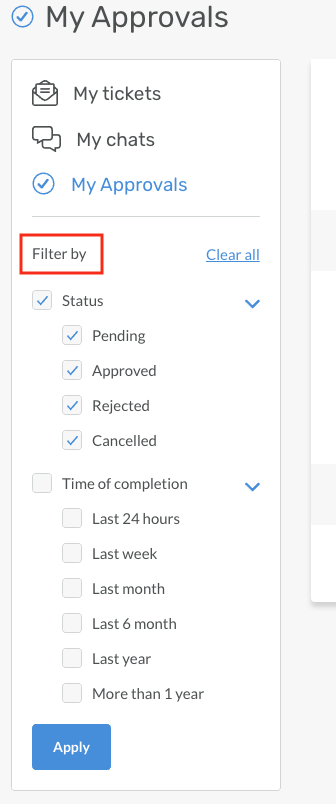 My Approvals
My tickets
My chats
My Approvals
Filter by
Clear all
Status
Pending
Approved
Rejected
Cancelled
Time of completion
Last 24 hours
Last week
Last month
Last 6 month
Last year
More than 1 year
Apply